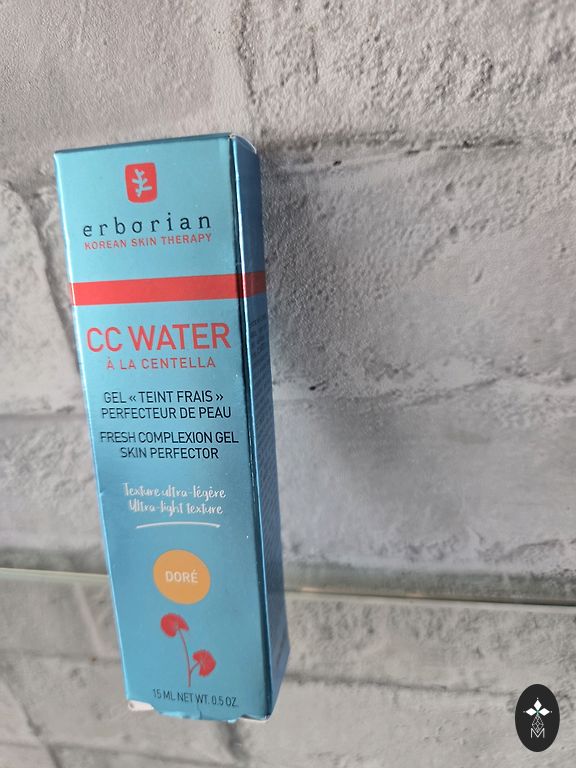 erborian
KOREAN SKIN THERAPY
CC WATER
À LA CENTELLA
GEL « TEINT FRAIS »
PERFECTEUR DE PEAU
FRESH COMPLEXION GEL
SKIN PERFECTOR
Texture ultra-légère
Ultra-light texture
DORÉ
15 ML NET WT. 0.5 OZ.